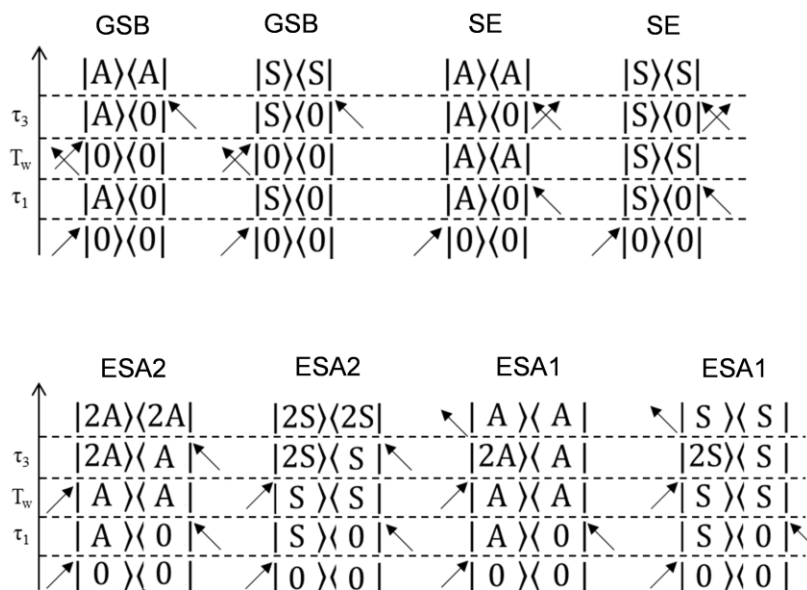 GSB GSB SE SE
|A⟩⟨A| |S⟩⟨S| |A⟩⟨A| |S⟩⟨S|
τ₃ |A⟩⟨0| |S⟩⟨0| |A⟩⟨0| |S⟩⟨0|
T_w |0⟩⟨0| |0⟩⟨0| |A⟩⟨A| |S⟩⟨S|
τ₁ |A⟩⟨0| |S⟩⟨0| |A⟩⟨0| |S⟩⟨0|
|0⟩⟨0| |0⟩⟨0| |0⟩⟨0| |0⟩⟨0|
ESA2 ESA2 ESA1 ESA1
|2A⟩⟨2A| |2S⟩⟨2S| | A ⟩⟨ A | | S ⟩⟨ S |
τ₃ |2A⟩⟨ A | |2S⟩⟨ S | |2A⟩⟨ A | |2S⟩⟨ S |
T_w | A ⟩⟨ A | | S ⟩⟨ S | | A ⟩⟨ A | | S ⟩⟨ S |
τ₁ | A ⟩⟨ 0 | | S ⟩⟨ 0 | | A ⟩⟨ 0 | | S ⟩⟨ 0 |
| 0 ⟩⟨ 0 | | 0 ⟩⟨ 0 | | 0 ⟩⟨ 0 | | 0 ⟩⟨ 0 |